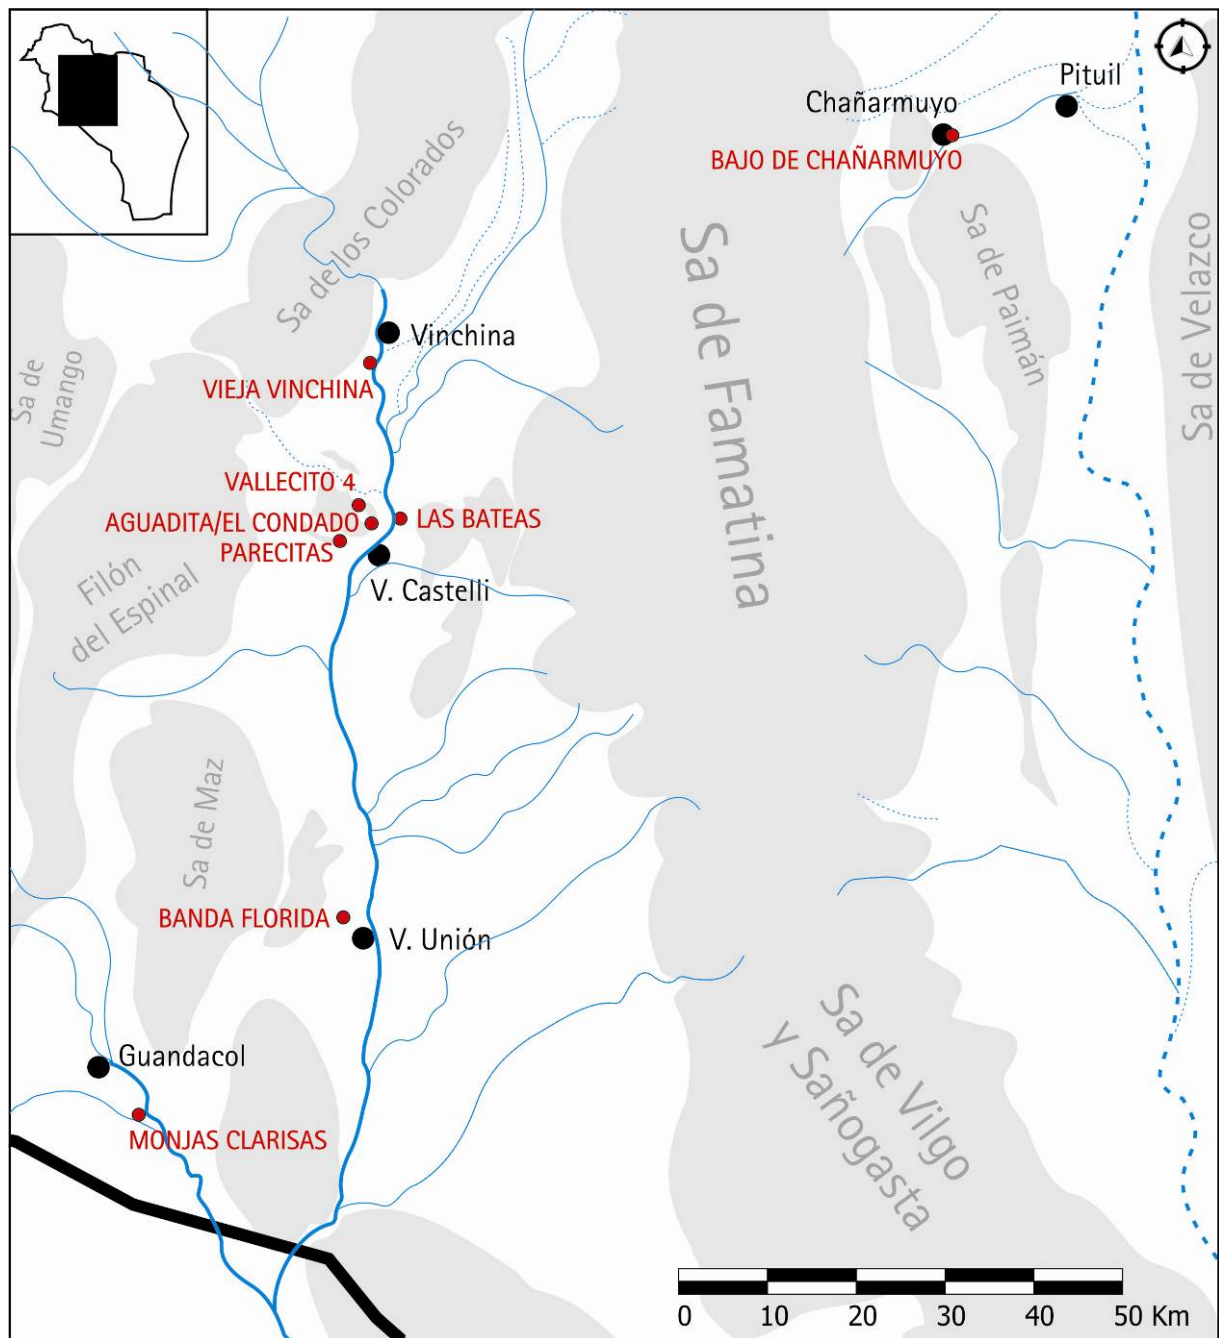 Pituil
Chañarmuyo
BAJO DE CHAÑARMUYO
Sa de los Colorados
Sa de Famatina
Sa de Paimán
Sa de Velazco
Vinchina
VIEJA VINCHINA
Sa de
Umango
VALLECITO 4
AGUADITA/EL CONDADO
LAS BATEAS
PARECITAS
V. Castelli
Filón
del Espinal
Sa de Maz
BANDA FLORIDA
V. Unión
Guandacol
MONJAS CLARISAS
Sa de Vilgo
y Sañogasta
0 10 20 30 40 50 Km